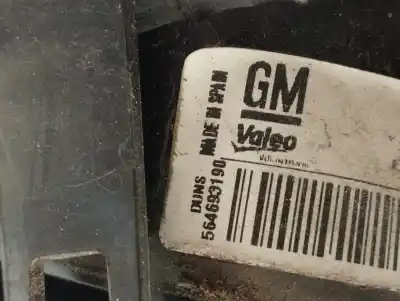 GM
Valeo
MADE IN SPAIN
DUNS
564693190